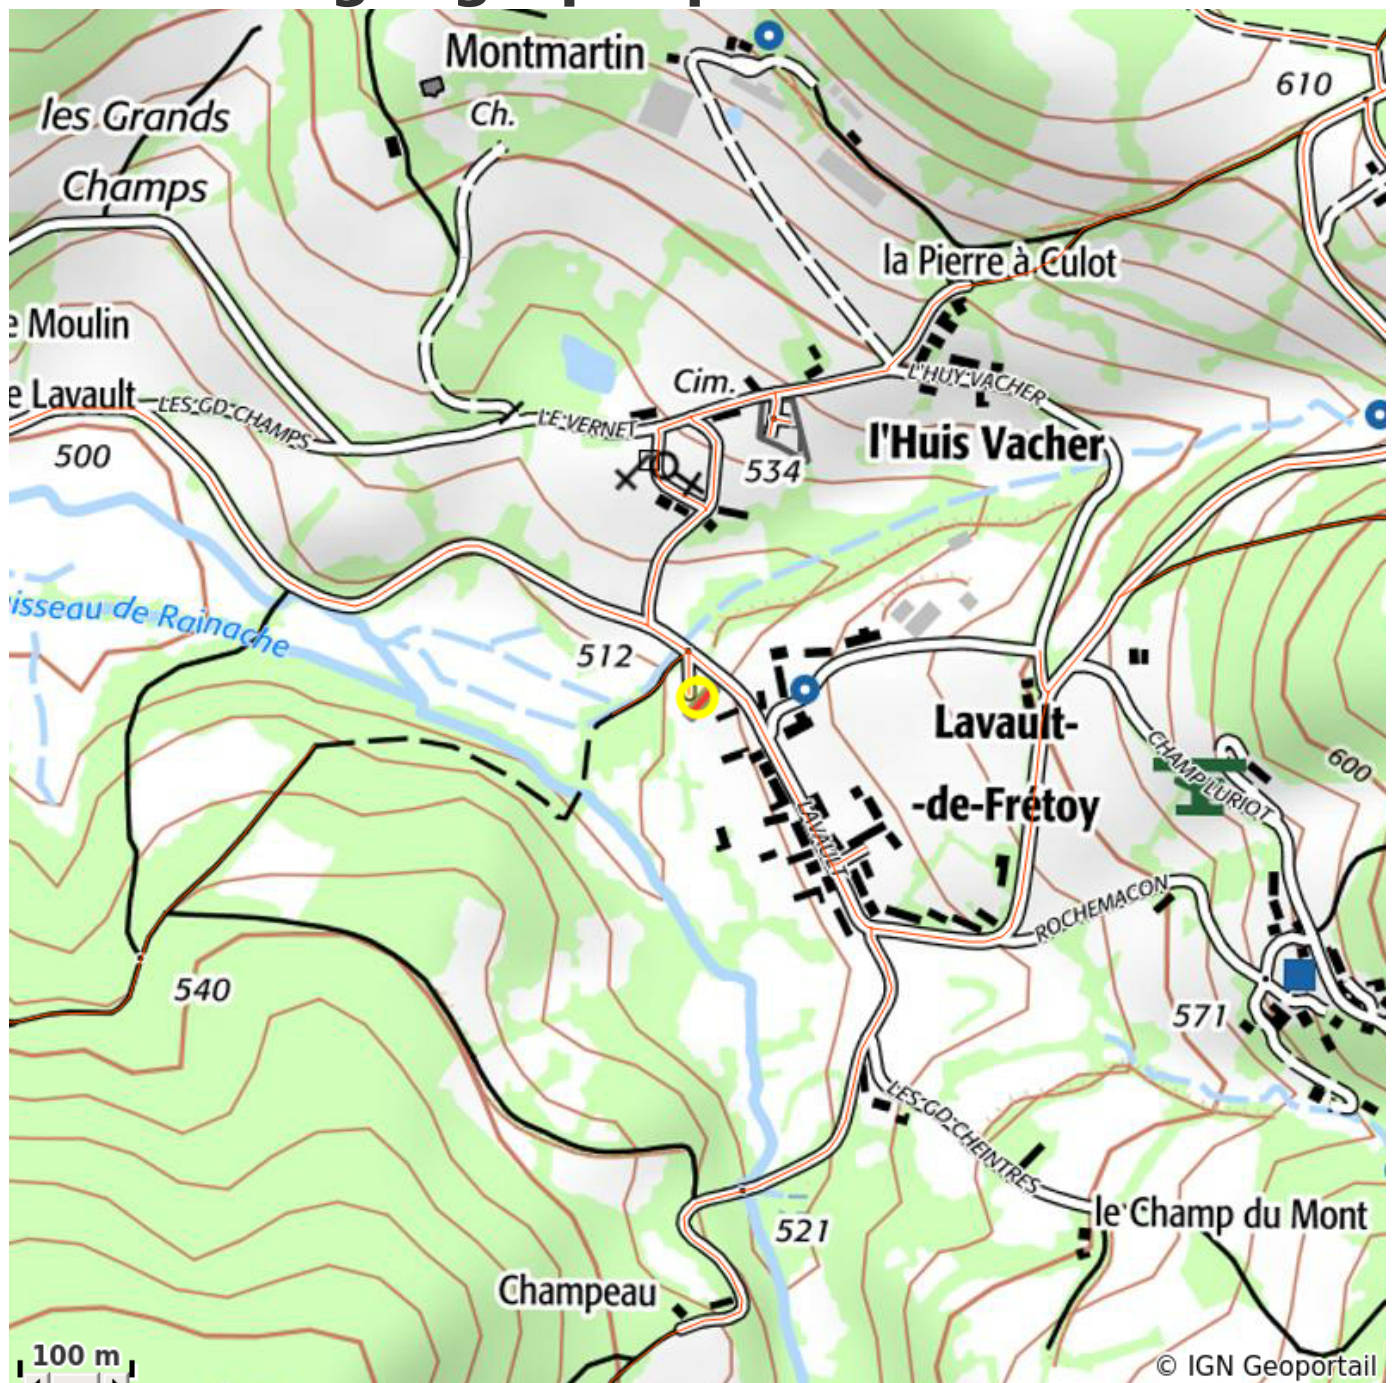 Montmartin
610
les Grands
Ch.
Champs
la Pierre à Culot
e Moulin
Cim.
L'HUY VACHER
e Lavault
LES GD CHAMPS
LE VERNET
l'Huis Vacher
500
534
isseau de Rainache
512
Lavault-
-de-Frétoy
CHAMP LURIOT
600
LAVAULT
ROCHEMACON
540
571
LES GD CHEINTRES
le Champ du Mont
521
Champeau
100 m
© IGN Geoportail